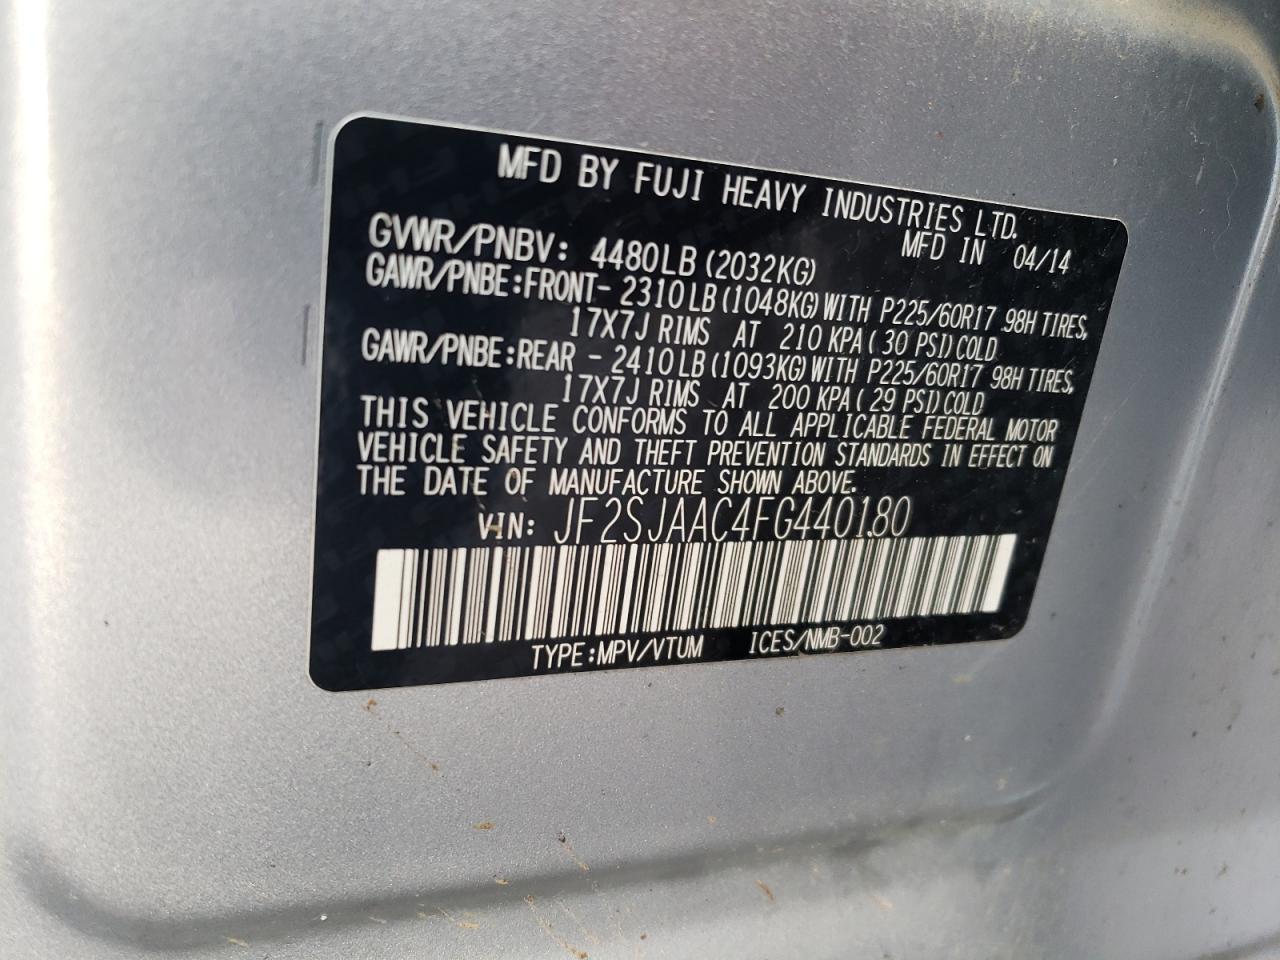 MFD BY FUJI HEAVY INDUSTRIES LTD.
MFD IN 04/14
GVWR/PNBV: 4480LB (2032KG)
GAWR/PNBE:FRONT- 2310LB (1048KG) WITH P225/60R17 98H TIRES,
17X7J RIMS AT 210 KPA( 30 PSI) COLD
GAWR/PNBE:REAR - 2410LB (1093KG) WITH P225/60R17 98H TIRES,
17X7J RIMS AT 200 KPA( 29 PSI) COLD
THIS VEHICLE CONFORMS TO ALL APPLICABLE FEDERAL MOTOR
VEHICLE SAFETY AND THEFT PREVENTION STANDARDS IN EFFECT ON
THE DATE OF MANUFACTURE SHOWN ABOVE.
VIN: JF2SJAAC4FG440180
TYPE:MPV/VTUM ICES/NMB-002